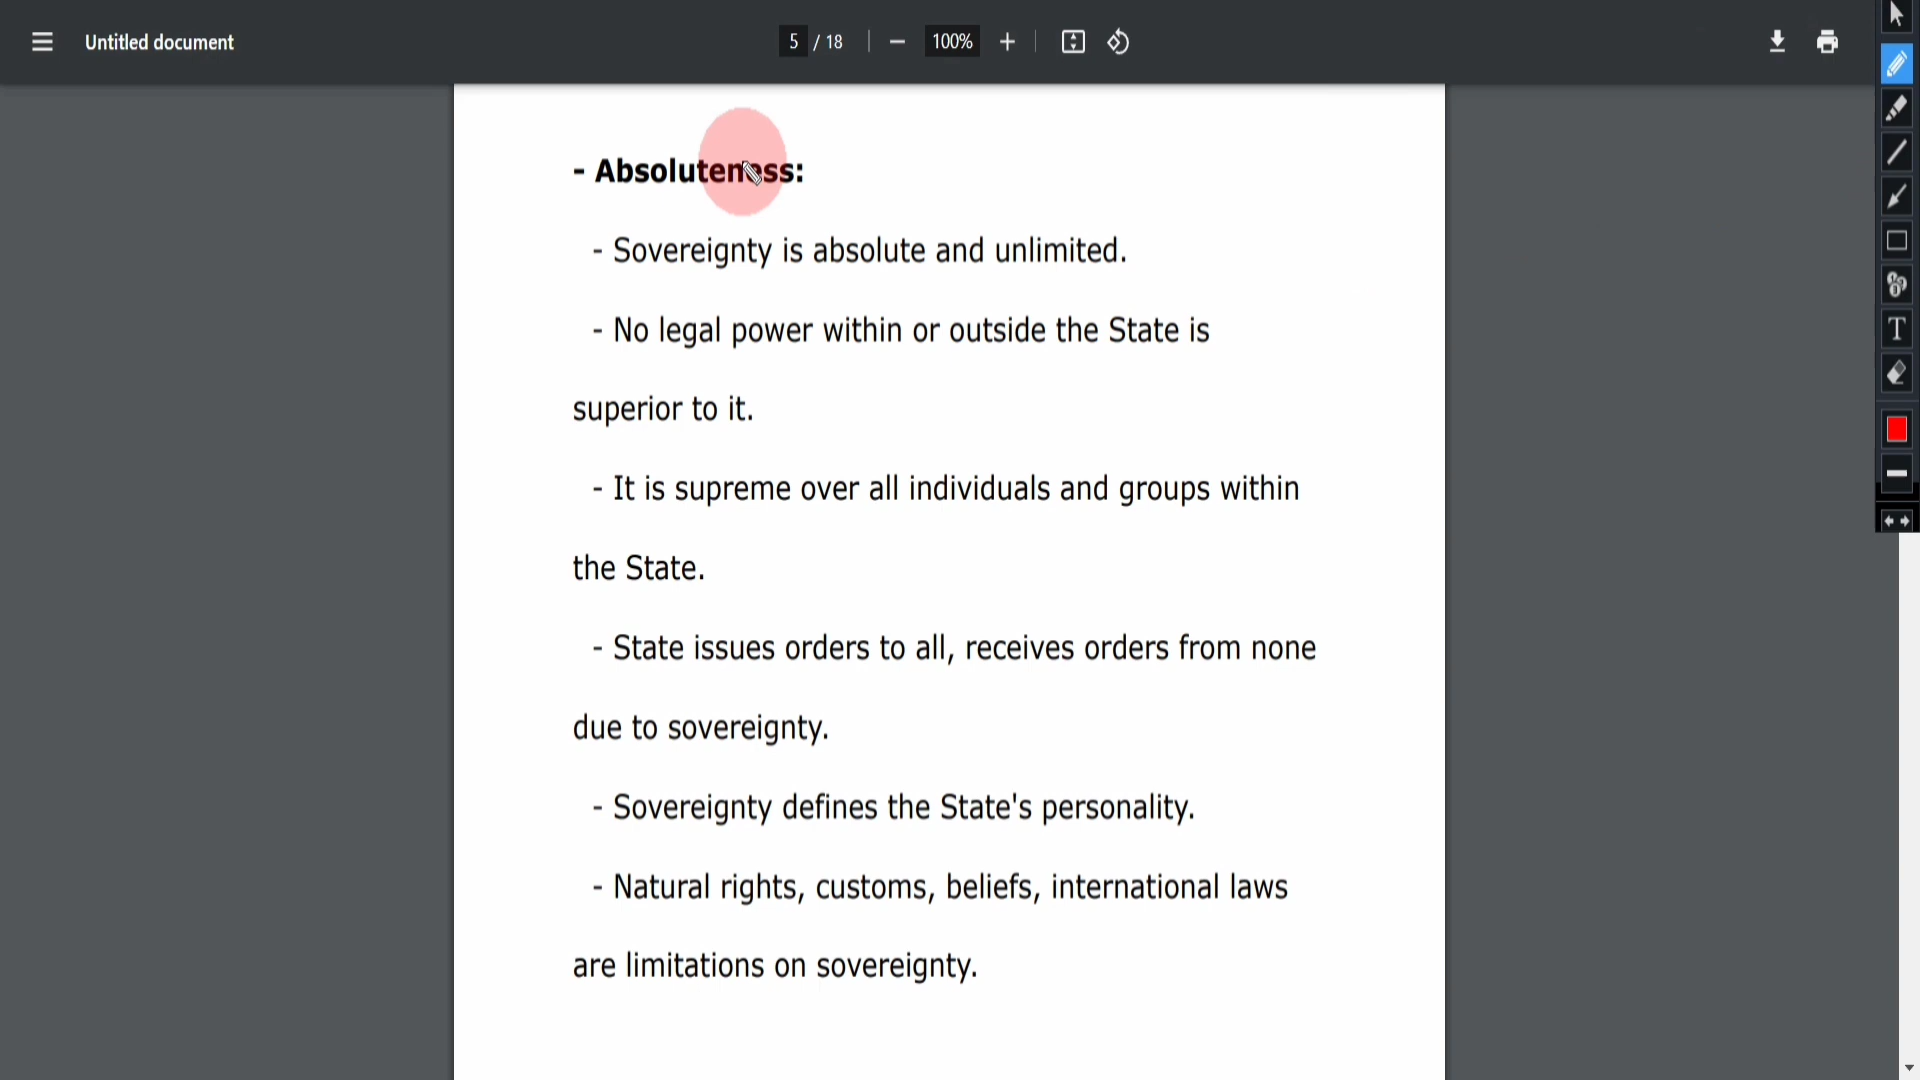 Untitled document
5 / 18
100%
- Absoluteness:
- Sovereignty is absolute and unlimited.
- No legal power within or outside the State is
superior to it.
- It is supreme over all individuals and groups within
the State.
- State issues orders to all, receives orders from none
due to sovereignty.
- Sovereignty defines the State's personality.
- Natural rights, customs, beliefs, international laws
are limitations on sovereignty.